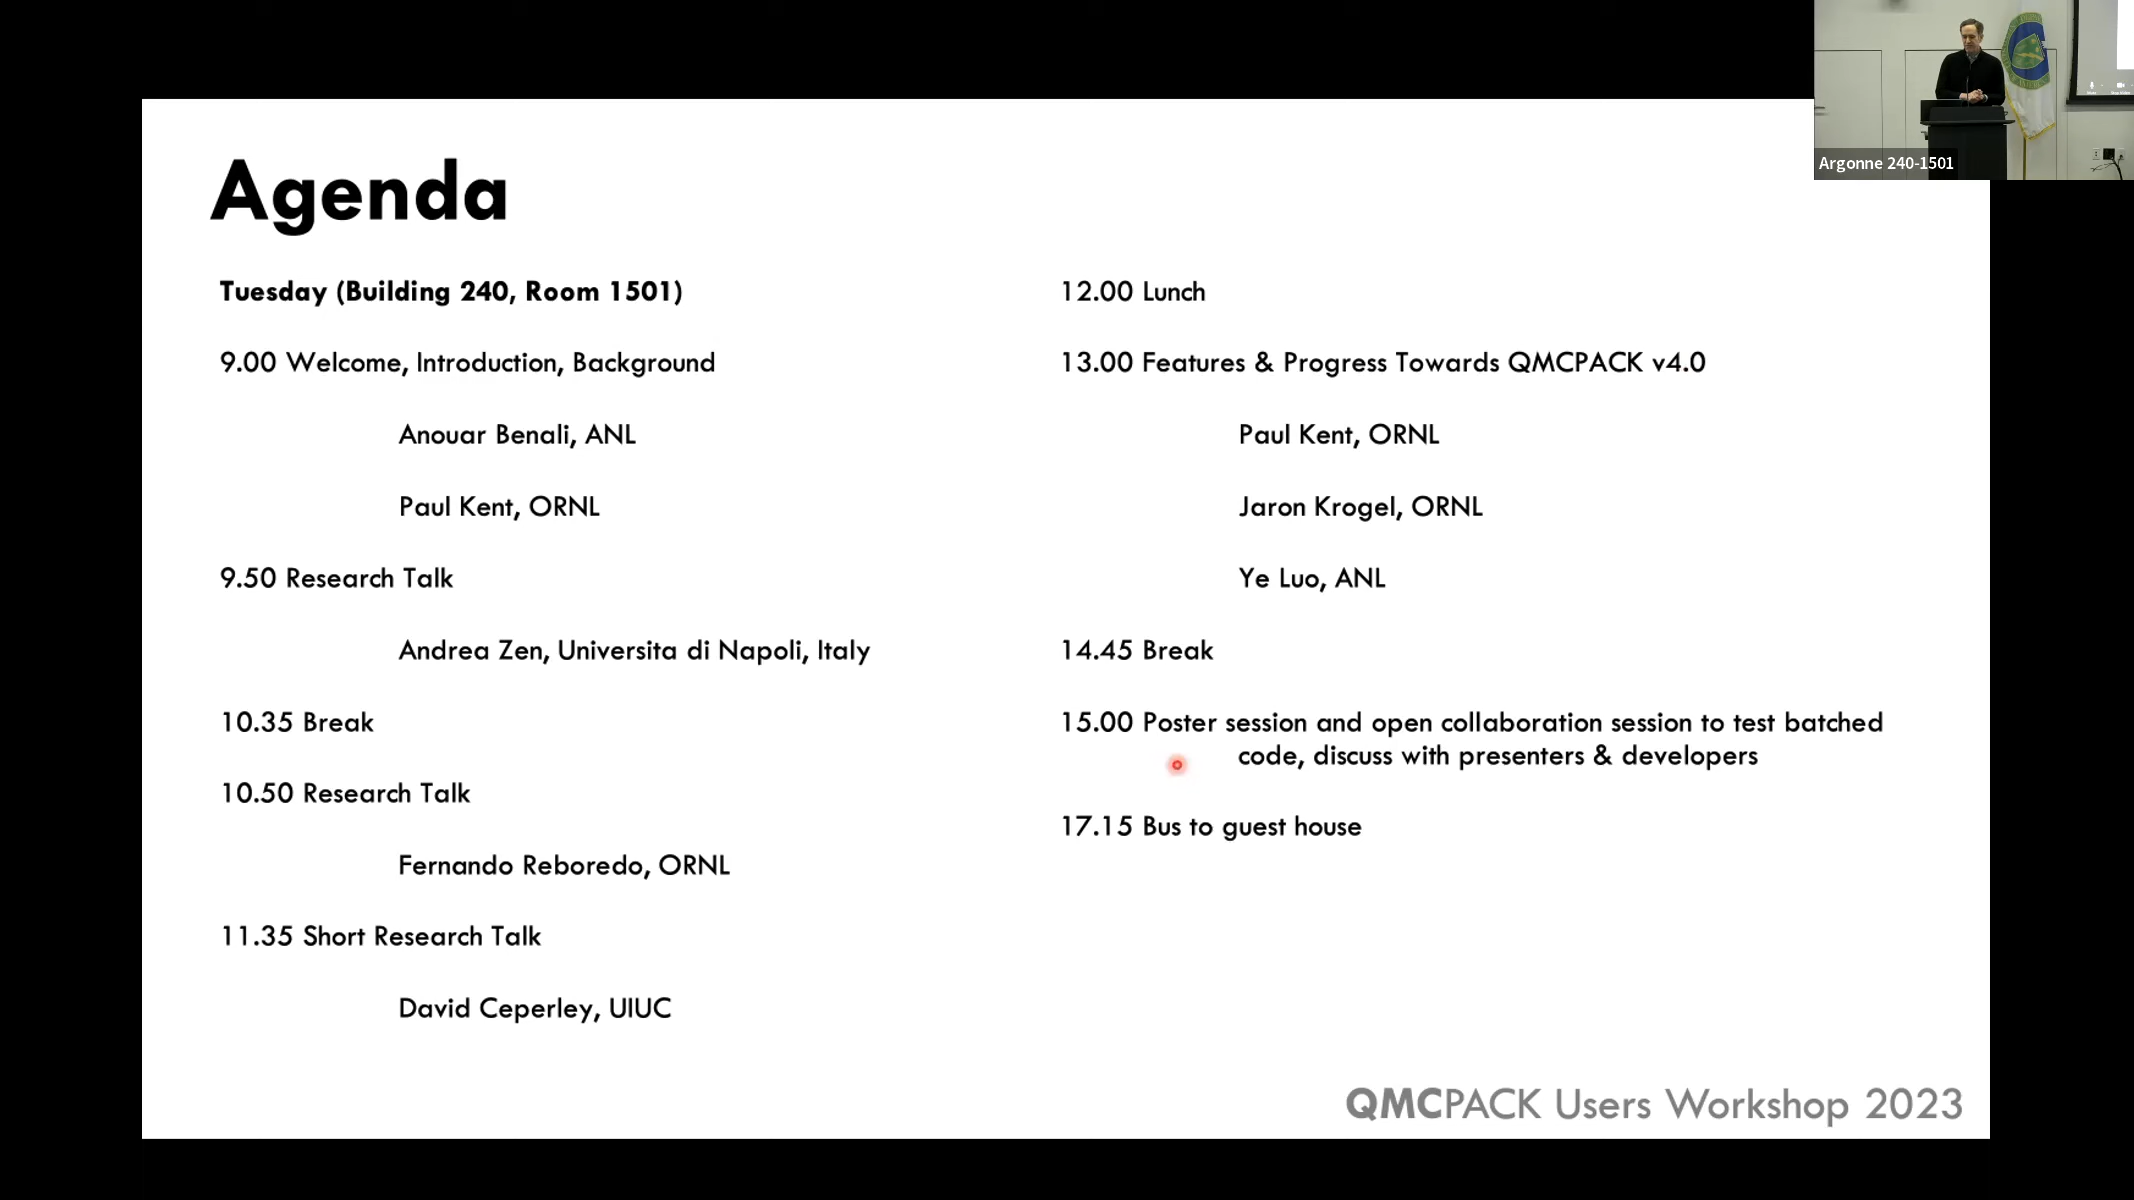 Argonne 240-1501
Agenda
Tuesday (Building 240, Room 1501)
9.00 Welcome, Introduction, Background
Anouar Benali, ANL
Paul Kent, ORNL
9.50 Research Talk
Andrea Zen, Universita di Napoli, Italy
10.35 Break
10.50 Research Talk
Fernando Reboredo, ORNL
11.35 Short Research Talk
David Ceperley, UIUC
12.00 Lunch
13.00 Features & Progress Towards QMCPACK v4.0
Paul Kent, ORNL
Jaron Krogel, ORNL
Ye Luo, ANL
14.45 Break
15.00 Poster session and open collaboration session to test batched
code, discuss with presenters & developers
17.15 Bus to guest house
QMCPACK Users Workshop 2023